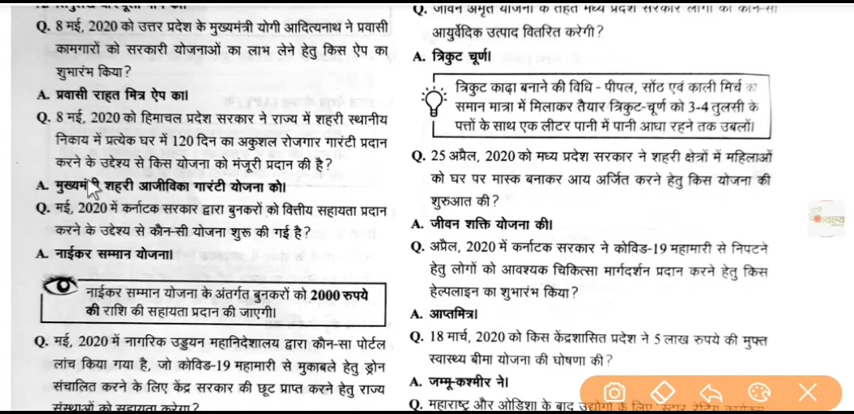 Q. 8 मई, 2020 को उत्तर प्रदेश के मुख्यमंत्री योगी आदित्यनाथ ने प्रवासी
कामगारों को सरकारी योजनाओं का लाभ लेने हेतु किस ऐप का
शुभारंभ किया?
A. प्रवासी राहत मित्र ऐप का।
Q. 8 मई, 2020 को हिमाचल प्रदेश सरकार ने राज्य में शहरी स्थानीय
निकाय में प्रत्येक घर में 120 दिन का अकुशल रोजगार गारंटी प्रदान
करने के उद्देश्य से किस योजना को मंजूरी प्रदान की है?
A. मुख्यमंत्री शहरी आजीविका गारंटी योजना को।
Q. मई, 2020 में कर्नाटक सरकार द्वारा बुनकरों को वित्तीय सहायता प्रदान
करने के उद्देश्य से कौन-सी योजना शुरू की गई है?
A. नाईकर सम्मान योजना।
नाईकर सम्मान योजना के अंतर्गत बुनकरों को 2000 रुपये
की राशि की सहायता प्रदान की जाएगी।
Q. मई, 2020 में नागरिक उड्डयन महानिदेशालय द्वारा कौन-सा पोर्टल
लांच किया गया है, जो कोविड-19 महामारी से मुकाबले हेतु ड्रोन
संचालित करने के लिए केंद्र सरकार की छूट प्राप्त करने हेतु राज्य
संस्थाओं को सहायता करेगा?
Q. जीवन अमृत योजना के तहत मध्य प्रदेश सरकार लोगों को कौन-सा
आयुर्वेदिक उत्पाद वितरित करेगी?
A. त्रिकुट चूर्ण।
त्रिकुट काढ़ा बनाने की विधि - पीपल, सोंठ एवं काली मिर्च को
समान मात्रा में मिलाकर तैयार त्रिकुट-चूर्ण को 3-4 तुलसी के
पत्तों के साथ एक लीटर पानी में पानी आधा रहने तक उबलें।
Q. 25 अप्रैल, 2020 को मध्य प्रदेश सरकार ने शहरी क्षेत्रों में महिलाओं
को घर पर मास्क बनाकर आय अर्जित करने हेतु किस योजना की
शुरुआत की?
A. जीवन शक्ति योजना की।
Q. अप्रैल, 2020 में कर्नाटक सरकार ने कोविड-19 महामारी से निपटने
हेतु लोगों को आवश्यक चिकित्सा मार्गदर्शन प्रदान करने हेतु किस
हेल्पलाइन का शुभारंभ किया?
A. आप्तमित्र।
Q. 18 मार्च, 2020 को किस केंद्रशासित प्रदेश ने 5 लाख रुपये की मुफ्त
स्वास्थ्य बीमा योजना की घोषणा की?
A. जम्मू-कश्मीर ने।
Q. महाराष्ट्र और ओडिशा के बाद उद्योगों के लिए 'स्टार रेटिंग